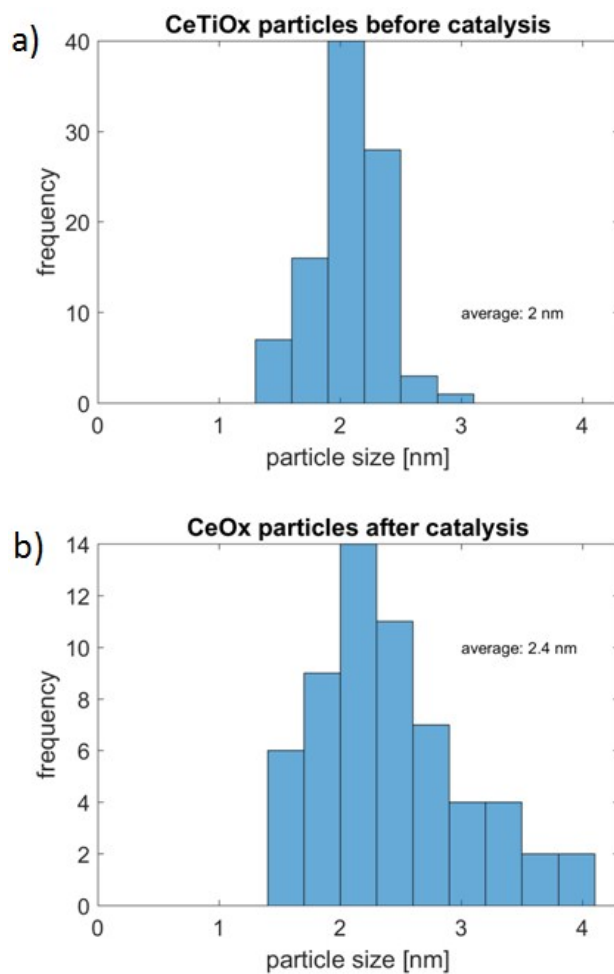 a)
CeTiOx particles before catalysis
40
30
20
10
0
frequency
average: 2 nm
0 1 2 3 4
particle size [nm]
b)
CeOx particles after catalysis
14
12
10
8
6
4
2
0
frequency
average: 2.4 nm
0 1 2 3 4
particle size [nm]